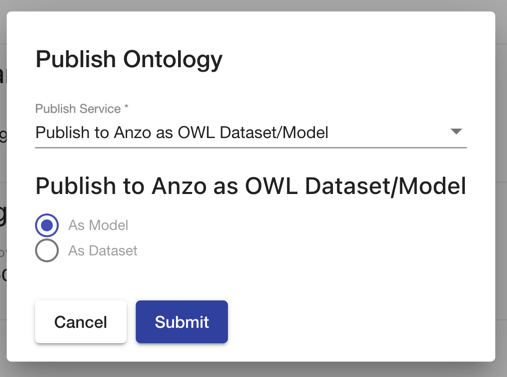 Publish Ontology
Publish Service *
Publish to Anzo as OWL Dataset/Model
Publish to Anzo as OWL Dataset/Model
As Model
As Dataset
Cancel
Submit